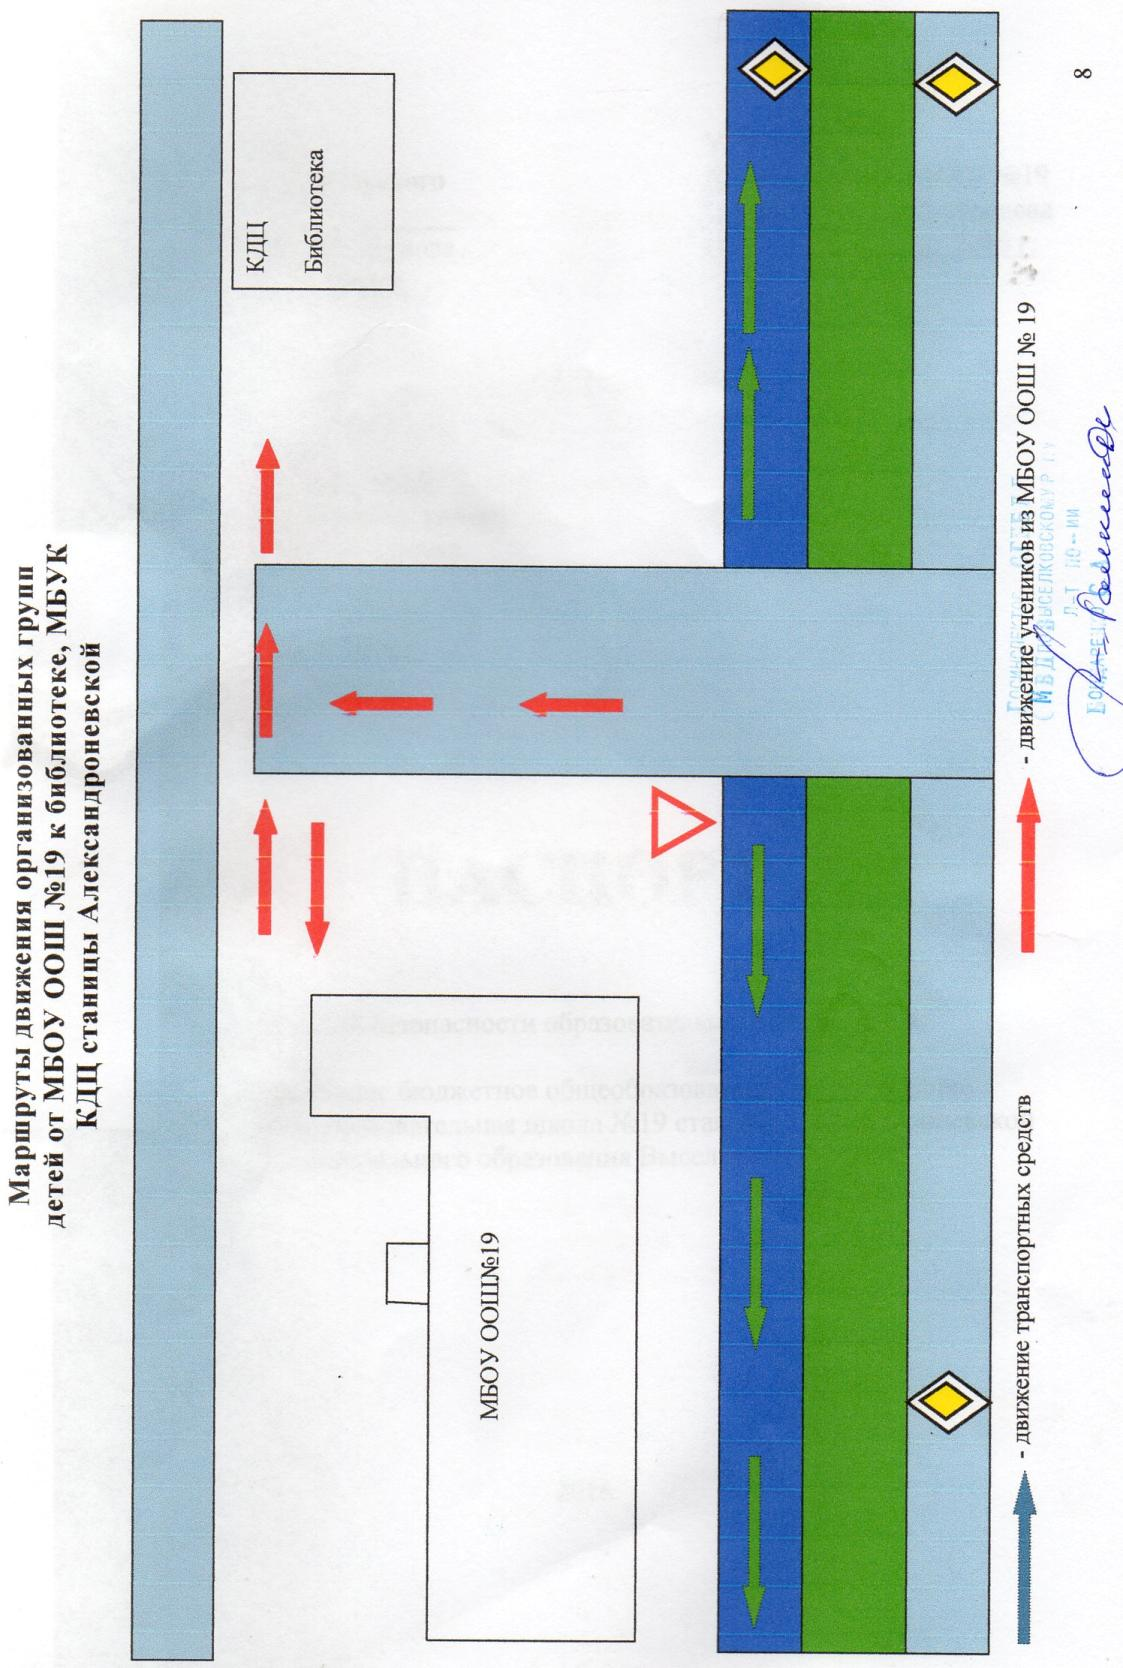 Маршруты движения организованных групп
детей от МБОУ ООШ №19 к библиотеке, МБУК
КДЦ станицы Александроневской
КДЦ
Библиотека
МБОУ ООШ№19
- движение транспортных средств
- движение учеников из МБОУ ООШ № 19
8